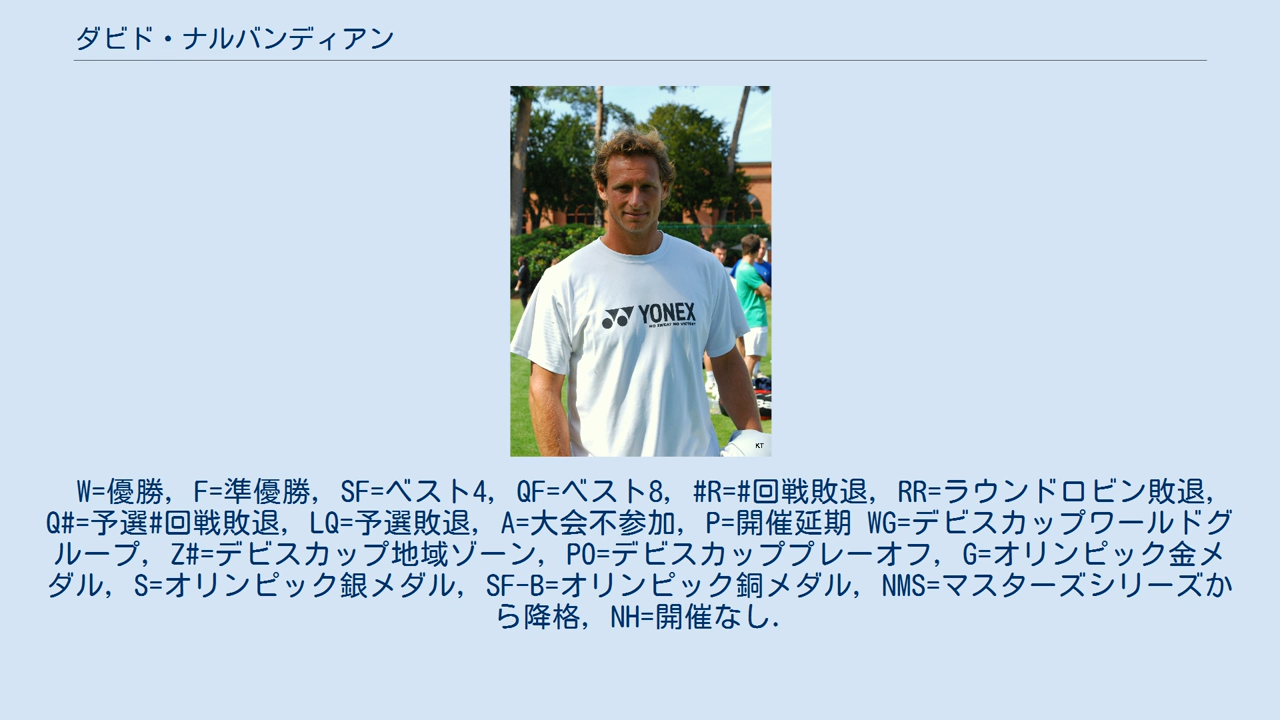 ダビド・ナルバンディアン
YONEX
NO SWEAT NO VICTORY
KT
W=優勝, F=準優勝, SF=ベスト4, QF=ベスト8, #R=#回戦敗退, RR=ラウンドロビン敗退,
Q#=予選#回戦敗退, LQ=予選敗退, A=大会不参加, P=開催延期 WG=デビスカップワールドグ
ループ, Z#=デビスカップ地域ゾーン, PO=デビスカッププレーオフ, G=オリンピック金メ
ダル, S=オリンピック銀メダル, SF-B=オリンピック銅メダル, NMS=マスターズシリーズか
ら降格, NH=開催なし.